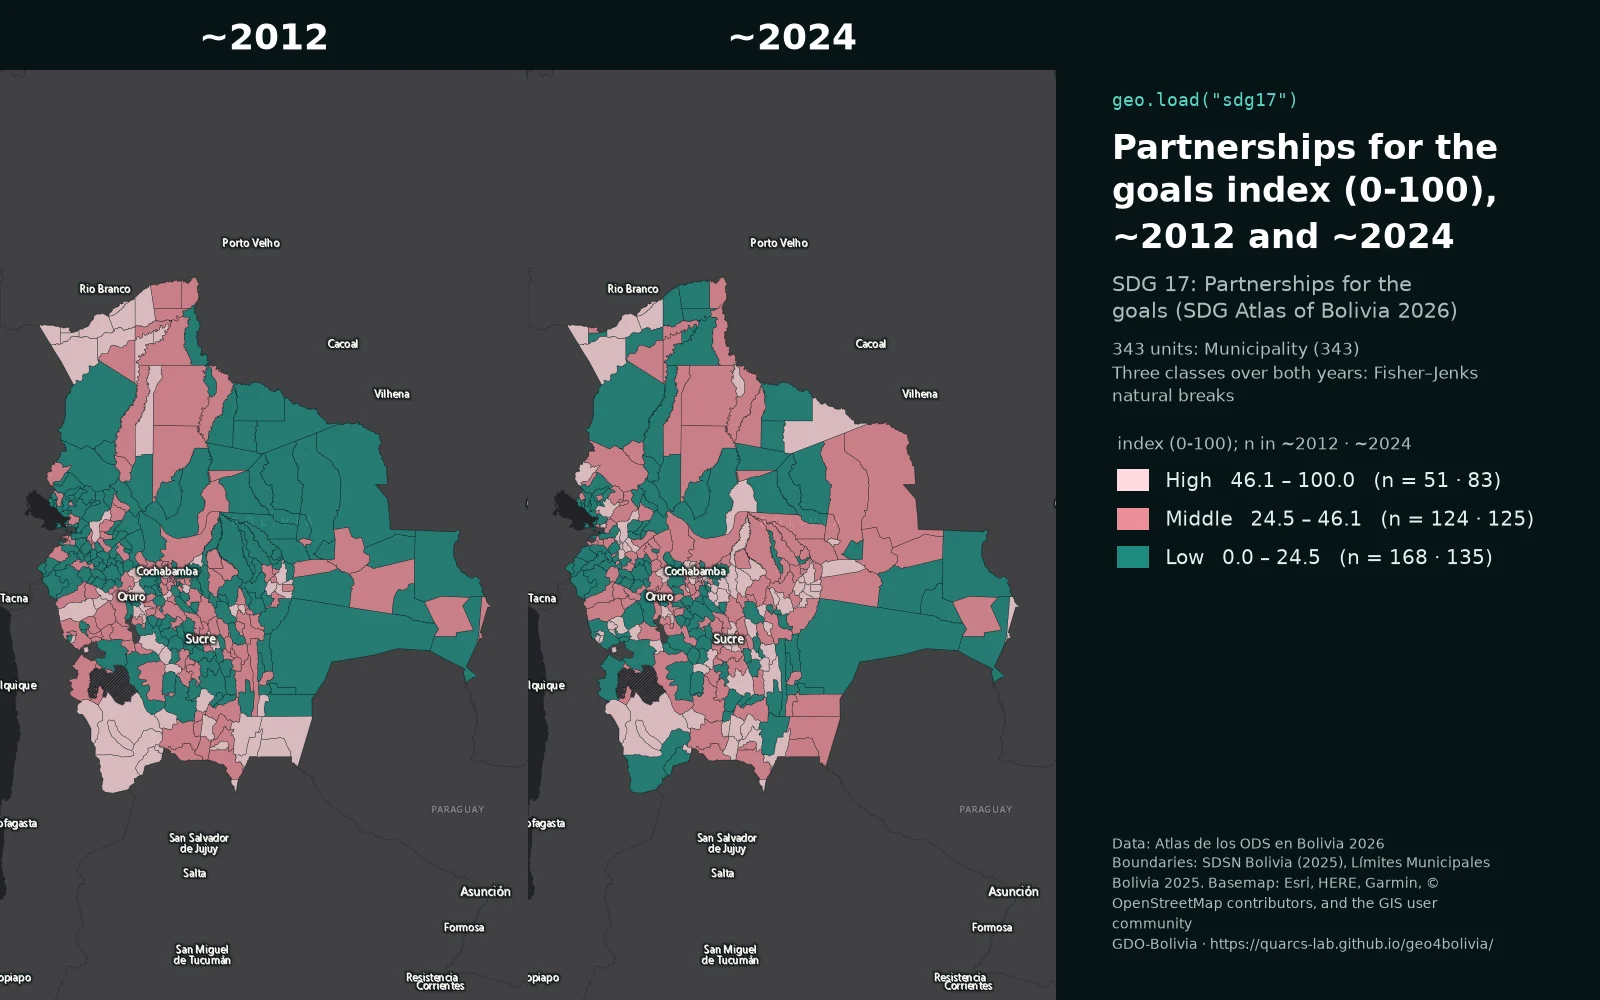 ~2012
~2024
Porto Velho
Rio Branco
Cacoal
Vilhena
Cochabamba
Tacna
Oruro
Sucre
Iquique
PARAGUAY
ofagasta
San Salvador
de Jujuy
Salta
Asunción
Formosa
San Miguel
de Tucumán
opiapo
Resistencia
Corrientes
Porto Velho
Rio Branco
Cacoal
Vilhena
Cochabamba
Tacna
Oruro
Sucre
Iquique
PARAGUAY
ofagasta
San Salvador
de Jujuy
Salta
Asunción
Formosa
San Miguel
de Tucumán
opiapo
Resistencia
Corrientes
geo.load("sdg17")
Partnerships for the
goals index (0-100),
~2012 and ~2024
SDG 17: Partnerships for the
goals (SDG Atlas of Bolivia 2026)
343 units: Municipality (343)
Three classes over both years: Fisher–Jenks
natural breaks
index (0-100); n in ~2012 · ~2024
High 46.1 – 100.0 (n = 51 · 83)
Middle 24.5 – 46.1 (n = 124 · 125)
Low 0.0 – 24.5 (n = 168 · 135)
Data: Atlas de los ODS en Bolivia 2026
Boundaries: SDSN Bolivia (2025), Límites Municipales
Bolivia 2025. Basemap: Esri, HERE, Garmin, ©
OpenStreetMap contributors, and the GIS user
community
GDO-Bolivia · https://quarcs-lab.github.io/geo4bolivia/